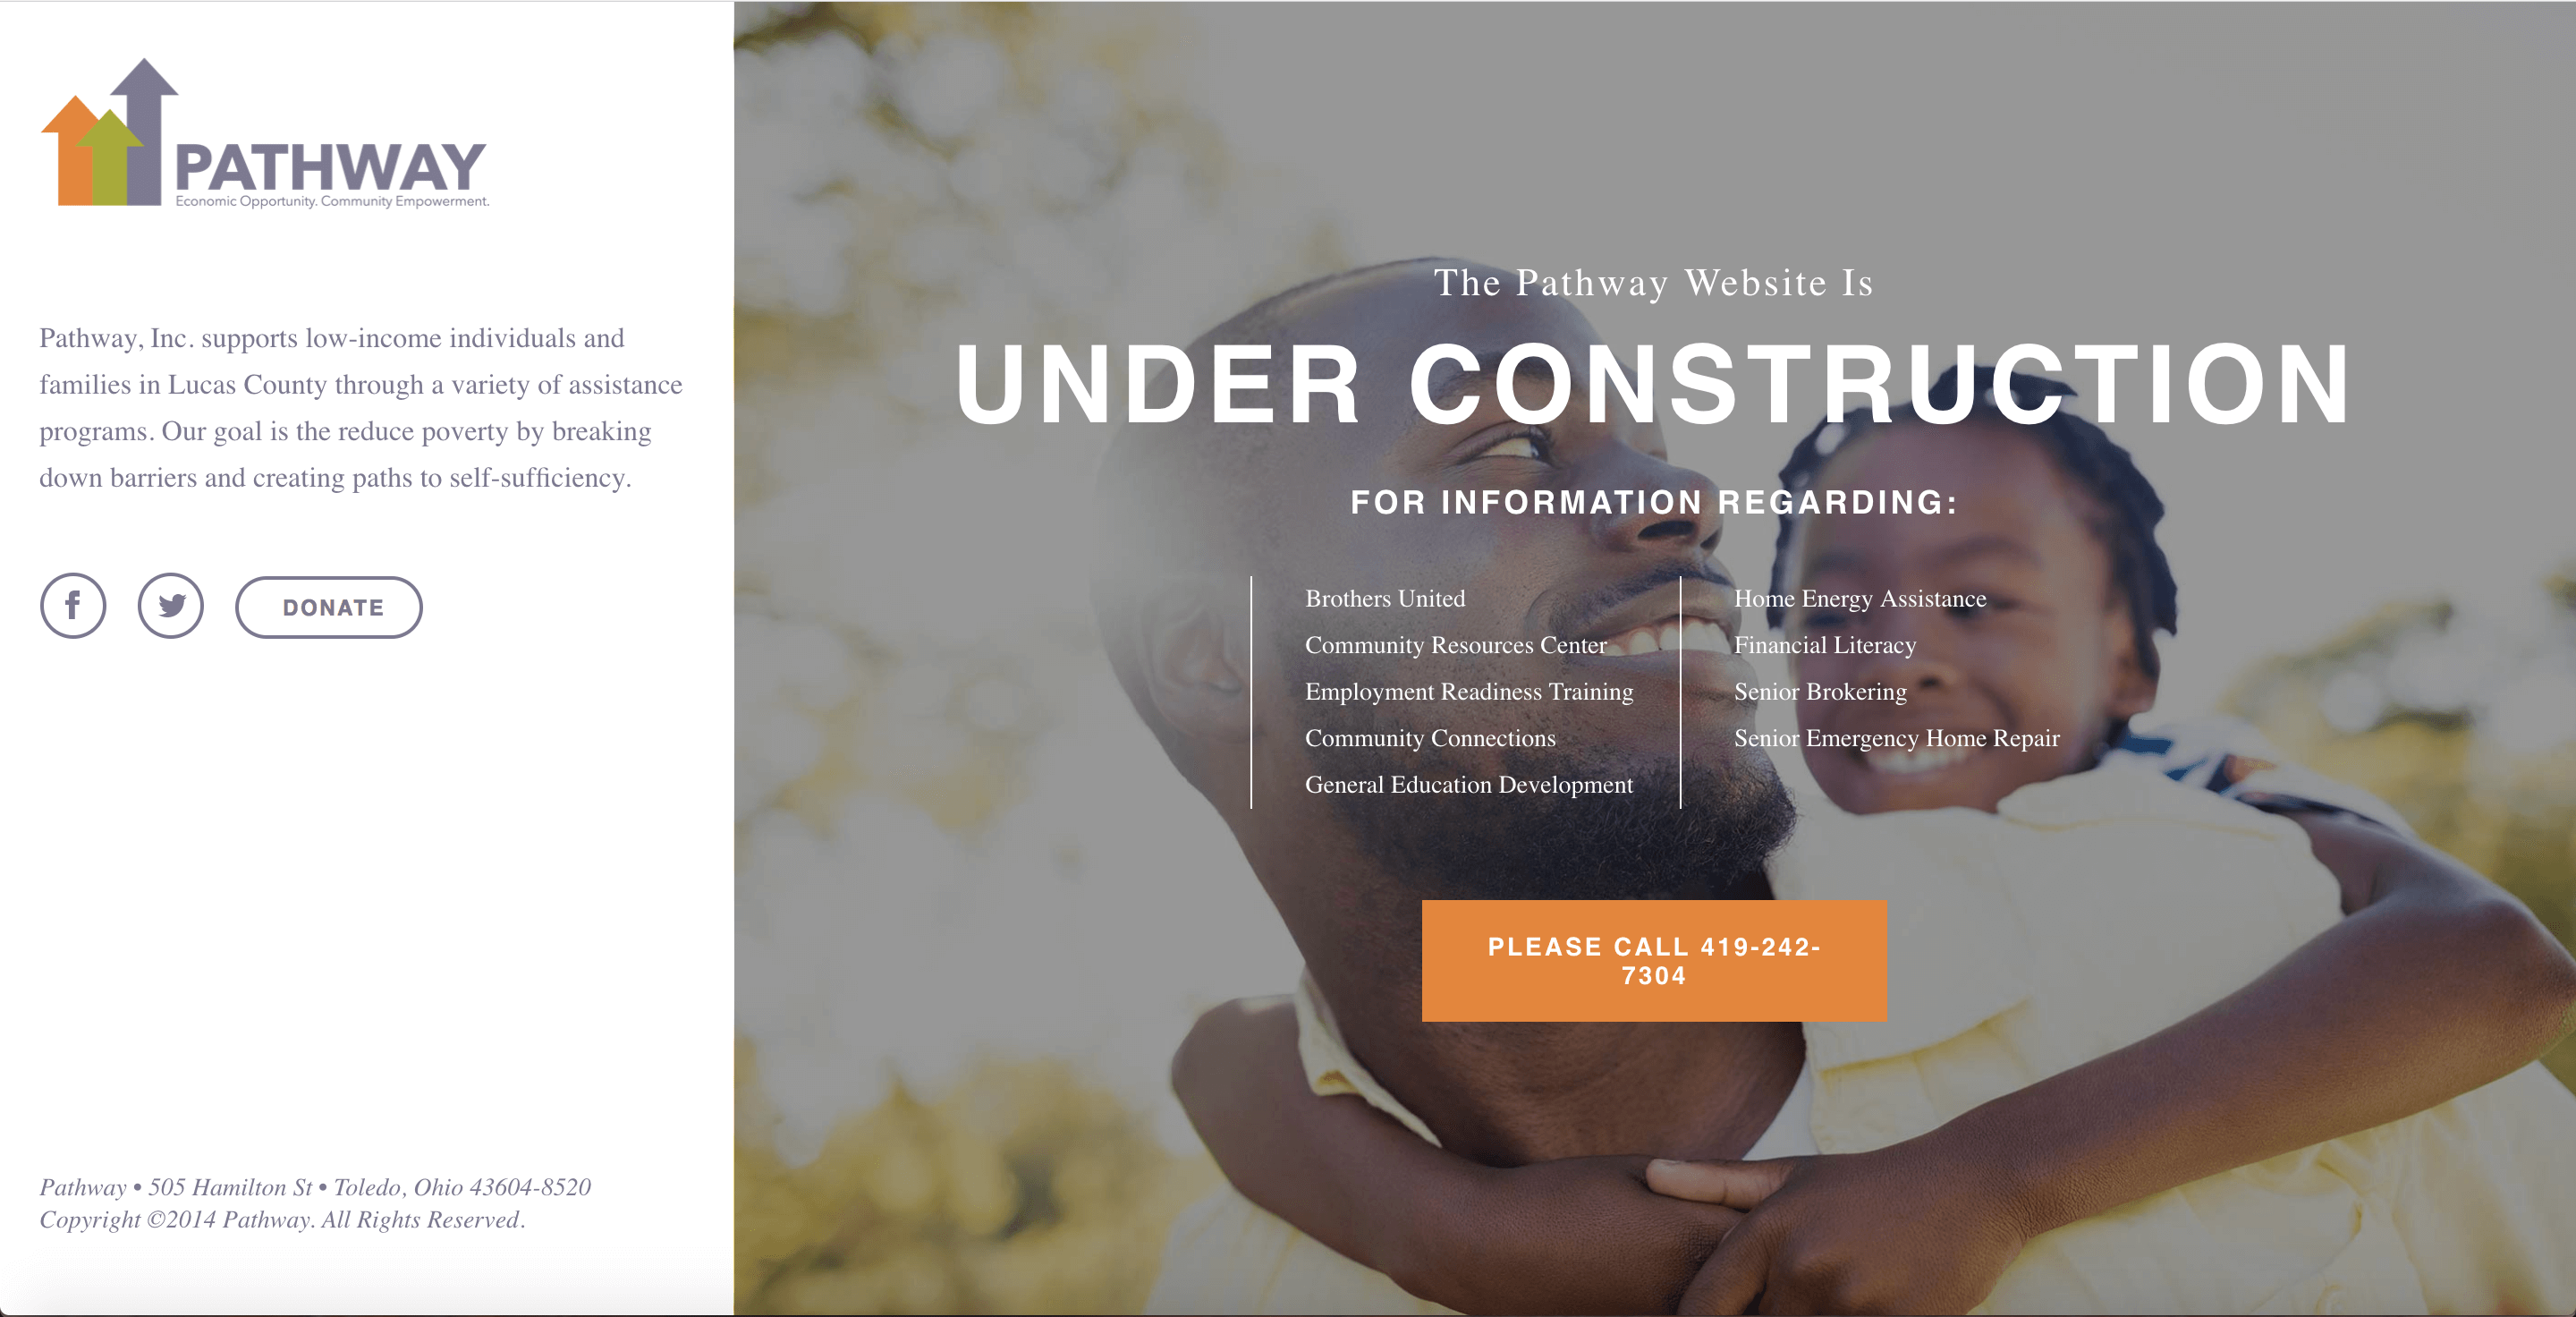 PATHWAY
Economic Opportunity. Community Empowerment.
Pathway, Inc. supports low-income individuals and
families in Lucas County through a variety of assistance
programs. Our goal is the reduce poverty by breaking
down barriers and creating paths to self-sufficiency.
DONATE
Pathway • 505 Hamilton St • Toledo, Ohio 43604-8520
Copyright ©2014 Pathway. All Rights Reserved.
The Pathway Website Is
UNDER CONSTRUCTION
FOR INFORMATION REGARDING:
Brothers United
Community Resources Center
Employment Readiness Training
Community Connections
General Education Development
Home Energy Assistance
Financial Literacy
Senior Brokering
Senior Emergency Home Repair
PLEASE CALL 419-242-
7304